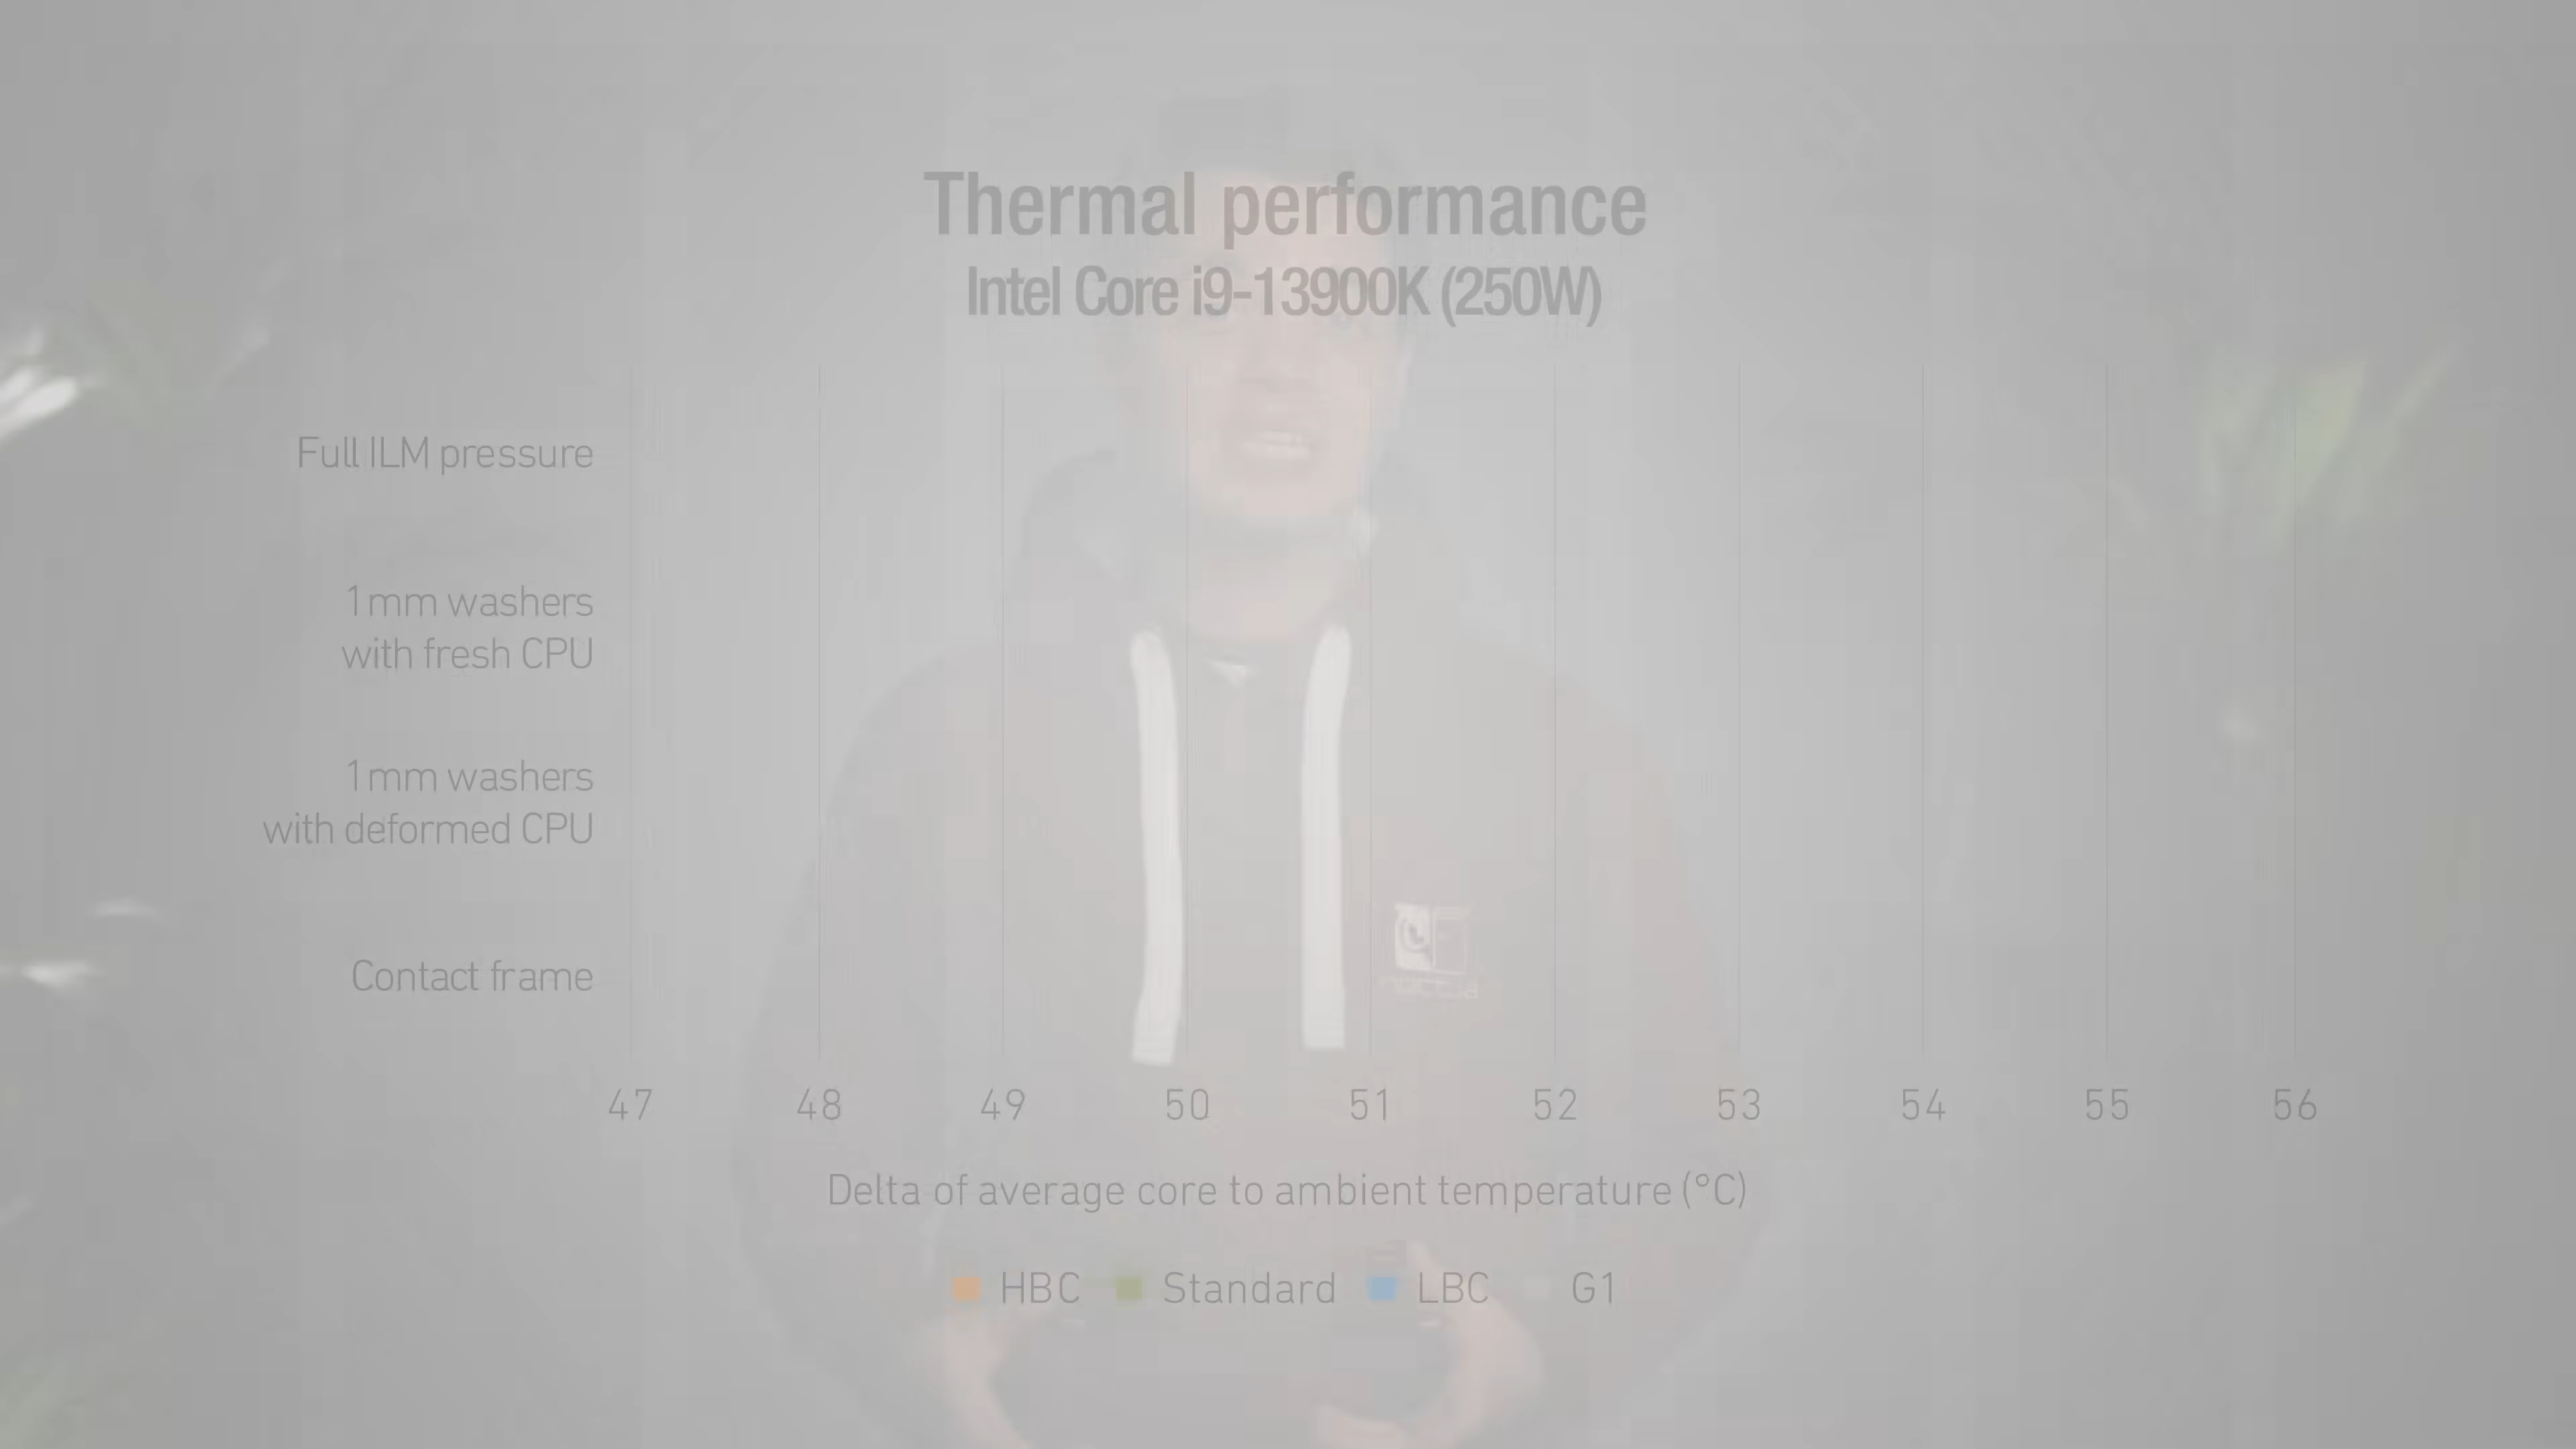 Thermal performance
Intel Core i9-13900K (250W)
Full ILM pressure
1mm washers
with fresh CPU
1mm washers
with deformed CPU
Contact frame
47 48 49 50 51 52 53 54 55 56
Delta of average core to ambient temperature (°C)
HBC Standard LBC G1
noctua